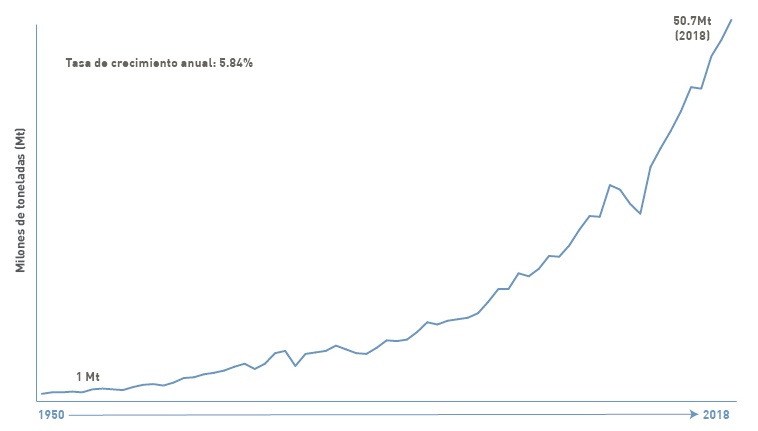 50.7Mt
(2018)
Tasa de crecimiento anual: 5.84%
Milones de toneladas (Mt)
1 Mt
1950
2018